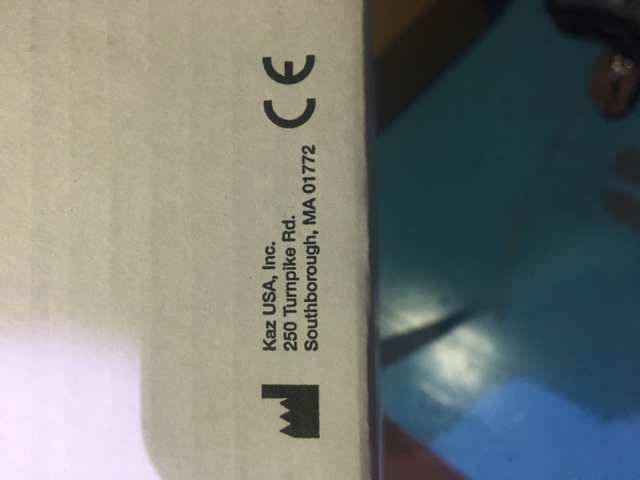 Kaz USA, Inc.
250 Turnpike Rd.
Southborough, MA 01772
CE